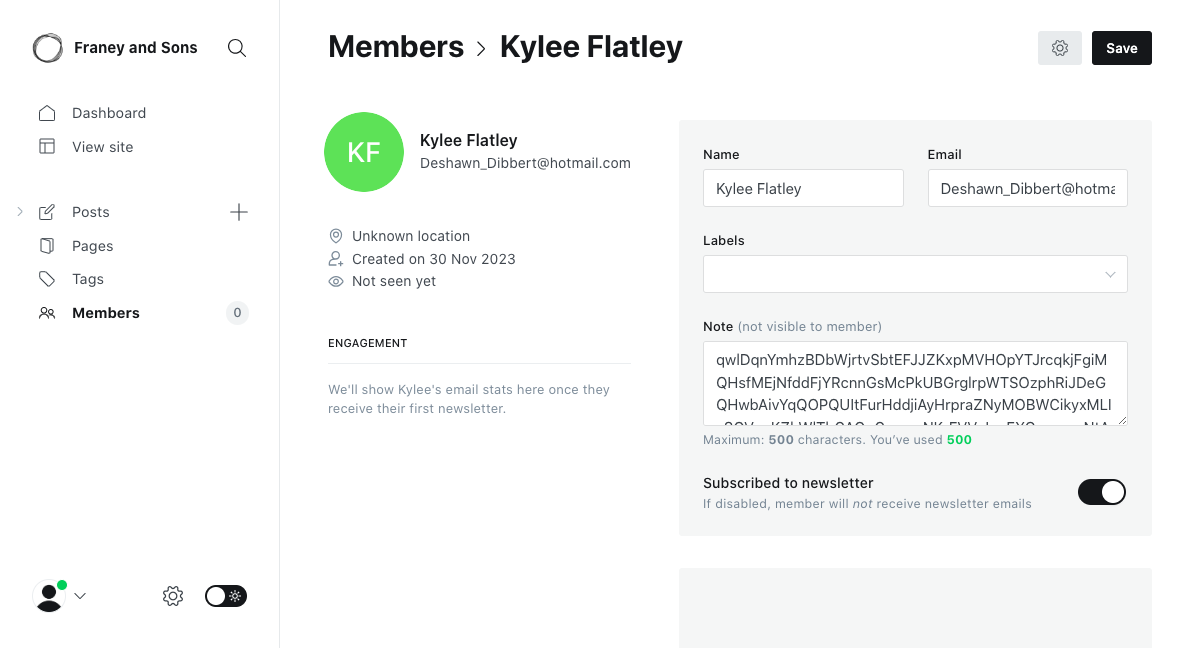 Franey and Sons
Dashboard
View site
Posts
Pages
Tags
Members
0
Members > Kylee Flatley
Save
KF
Kylee Flatley
Deshawn_Dibbert@hotmail.com
Unknown location
Created on 30 Nov 2023
Not seen yet
ENGAGEMENT
We'll show Kylee's email stats here once they
receive their first newsletter.
Name
Email
Kylee Flatley
Deshawn_Dibbert@hotma
Labels
Note (not visible to member)
Maximum: 500 characters. You've used 500
Subscribed to newsletter
If disabled, member will not receive newsletter emails